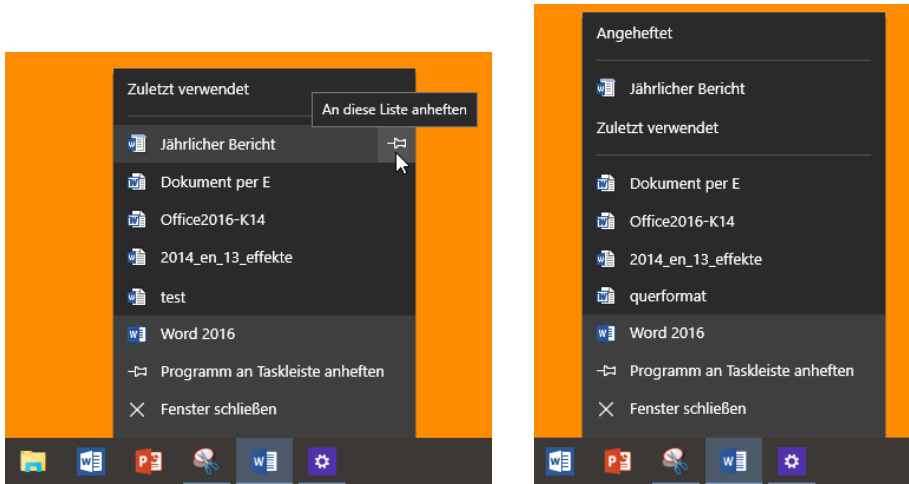 Zuletzt verwendet
An diese Liste anheften
Jährlicher Bericht
Dokument per E
Office2016-K14
2014_en_13_effekte
test
Word 2016
Programm an Taskleiste anheften
Fenster schließen
Angeheftet
Jährlicher Bericht
Zuletzt verwendet
Dokument per E
Office2016-K14
2014_en_13_effekte
querformat
Word 2016
Programm an Taskleiste anheften
Fenster schließen